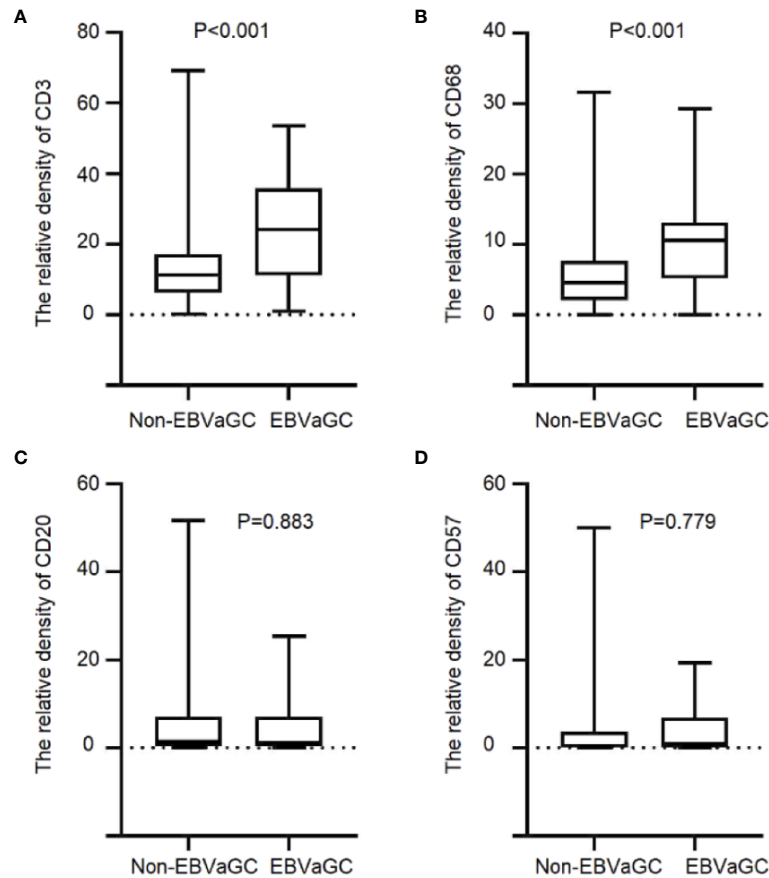 A
P<0.001
The relative density of CD3
80
60
40
20
0
Non-EBVaGC EBVaGC
B
P<0.001
The relative density of CD68
40
30
20
10
0
Non-EBVaGC EBVaGC
C
P=0.883
The relative density of CD20
60
40
20
0
Non-EBVaGC EBVaGC
D
P=0.779
The relative density of CD57
60
40
20
0
Non-EBVaGC EBVaGC